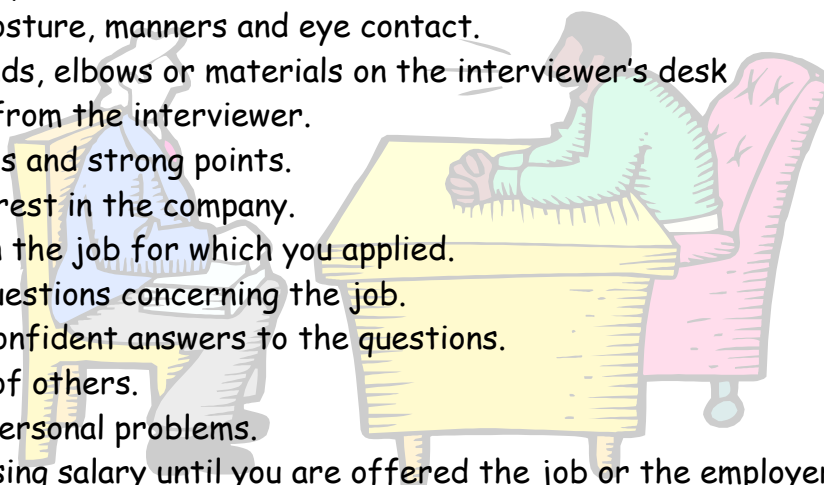 osture, manners and eye contact.
ds, elbows or materials on the interviewer's desk
from the interviewer.
s and strong points.
rest in the company.
the job for which you applied.
uestions concerning the job.
onfident answers to the questions.
of others.
ersonal problems.
sing salary until you are offered the job or the employer